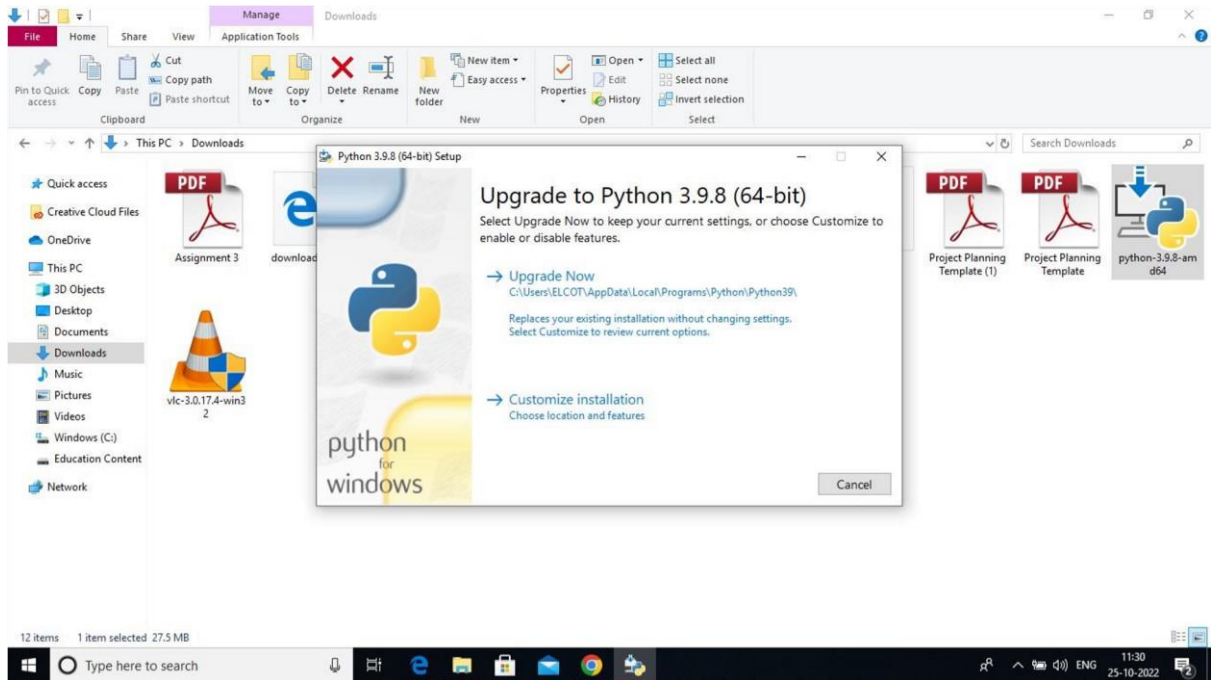 Manage
Downloads
File Home Share View Application Tools
Pin to Quick access
Copy
Paste
Cut
Copy path
Paste shortcut
Clipboard
Move to
Copy to
Delete
Rename
Organize
New folder
New item
Easy access
New
Properties
Open
Edit
History
Open
Select all
Select none
Invert selection
Select
This PC > Downloads
Search Downloads
Quick access
Creative Cloud Files
OneDrive
This PC
3D Objects
Desktop
Documents
Downloads
Music
Pictures
Videos
Windows (C:)
Education Content
Network
PDF
Assignment 3
download
vlc-3.0.17.4-win3
2
Python 3.9.8 (64-bit) Setup
Upgrade to Python 3.9.8 (64-bit)
Select Upgrade Now to keep your current settings, or choose Customize to
enable or disable features.
Upgrade Now
C:\Users\ELCOT\AppData\Local\Programs\Python\Python39\
Replaces your existing installation without changing settings.
Select Customize to review current options.
Customize installation
Choose location and features
python
for
windows
Cancel
PDF
Project Planning
Template (1)
PDF
Project Planning
Template
python-3.9.8-am
d64
12 items 1 item selected 27.5 MB
Type here to search
ENG
11:30
25-10-2022
2